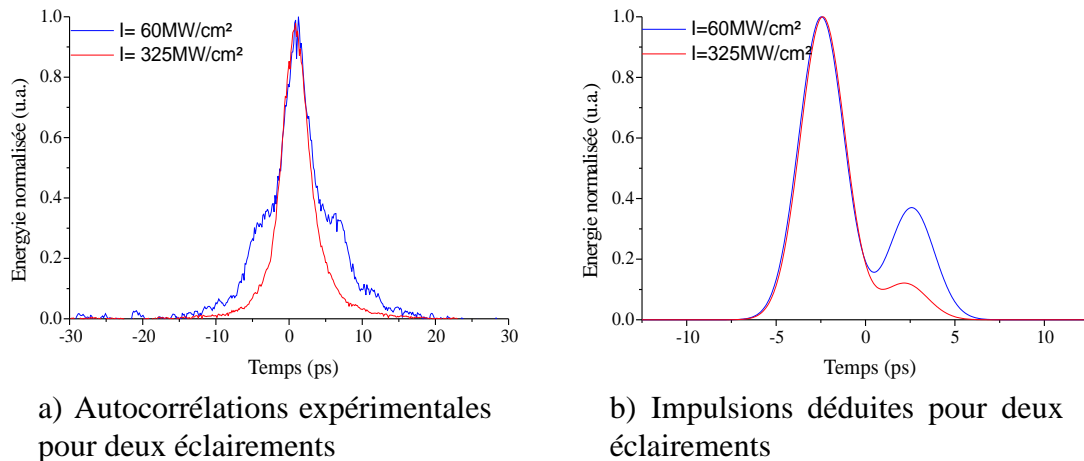 I= 60MW/cm²
I= 325MW/cm²
Energyie normalisée (u.a.)
1.0
0.8
0.6
0.4
0.2
0.0
-30 -20 -10 0 10 20 30
Temps (ps)
a) Autocorrélations expérimentales
pour deux éclairements
I=60MW/cm²
I=325MW/cm²
Energie normalisée (u.a.)
1.0
0.8
0.6
0.4
0.2
0.0
-10 -5 0 5 10
Temps (ps)
b) Impulsions déduites pour deux
éclairements